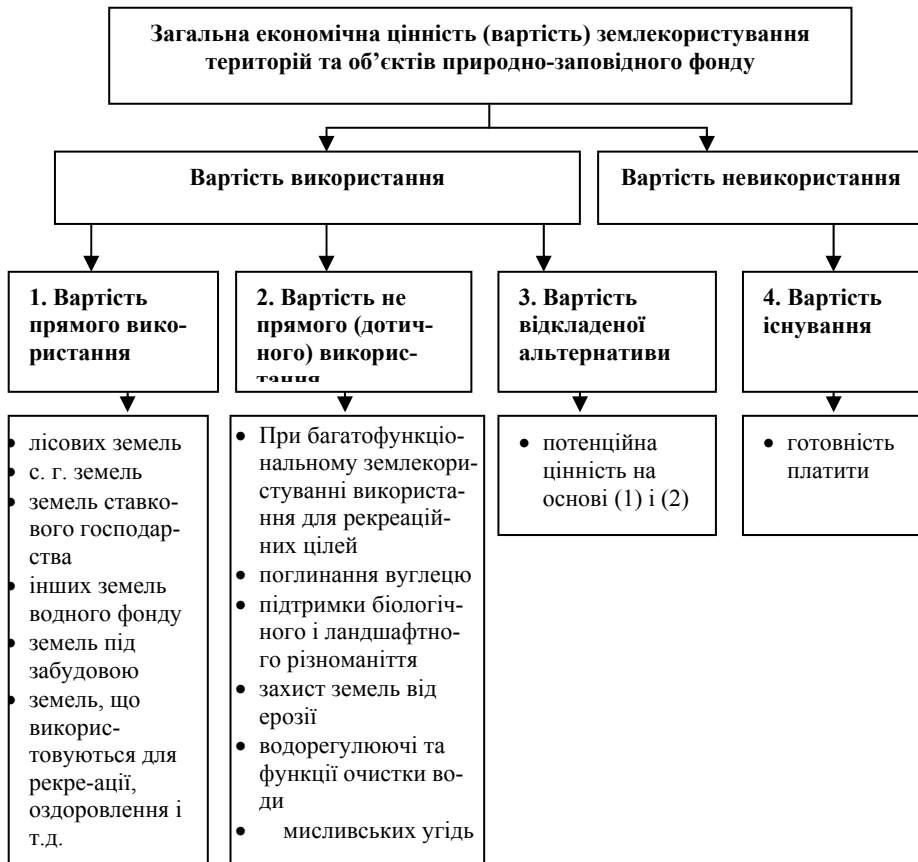 Загальна економічна цінність (вартість) землекористування
територій та об’єктів природно-заповідного фонду
Вартість використання
Вартість невикористання
1. Вартість
прямого вико-
ристання
2. Вартість не
прямого (дотич-
ного) викорис-
тання
3. Вартість
відкладеної
альтернативи
4. Вартість
існування
• лісових земель
• с. г. земель
• земель ставко-
вого господар-
ства
• інших земель
водного фонду
• земель під
забудовою
• земель, що
використ-
овуються для
рекре-ації,
оздоровлення і
т.д.
• При багатофункціо-
нальному землекори-
стуванні використа-
ння для рекреацій-
них цілей
• поглинання вуглецю
• підтримки біологіч-
ного і ландшафтно-
го різноманіття
• захист земель від
ерозії
• водорегулюючі та
функції очистки во-
ди
• мисливських угідь
• потенційна
цінність на
основі (1) і (2)
• готовність
платити